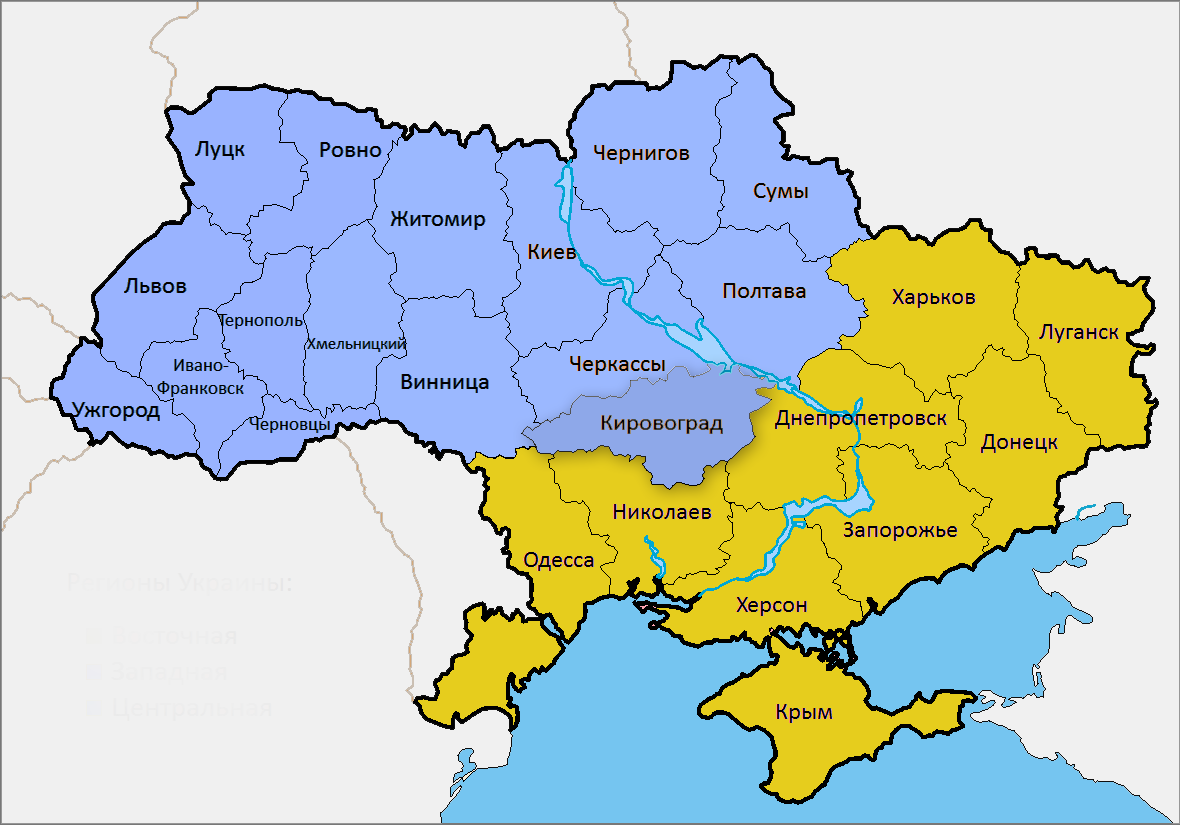 Луцк
Ровно
Чернигов
Сумы
Житомир
Киев
Львов
Полтава
Харьков
Тернополь
Хмельницкий
Луганск
Ивано-
Франковск
Черкассы
Винница
Ужгород
Черновцы
Кировоград
Днепропетровск
Донецк
Николаев
Запорожье
Одесса
Регионы Украины:
Херсон
Восточная
Западная
Центральная
Крым